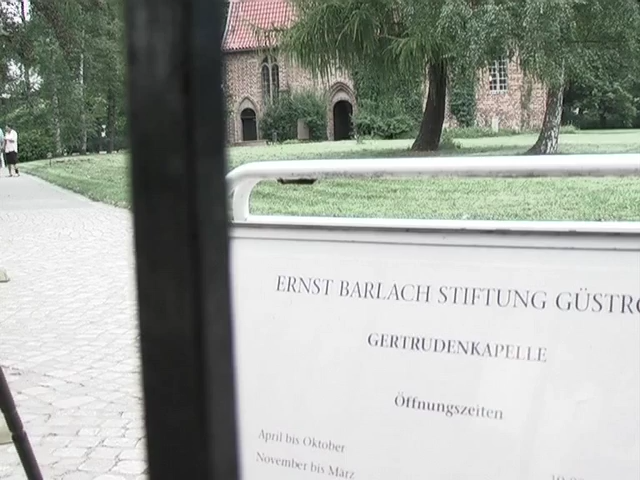 ERNST BARLACH STIFTUNG GÜSTRO
GERTRUDENKAPELLE
Öffnungszeiten
April bis Oktober
November bis März